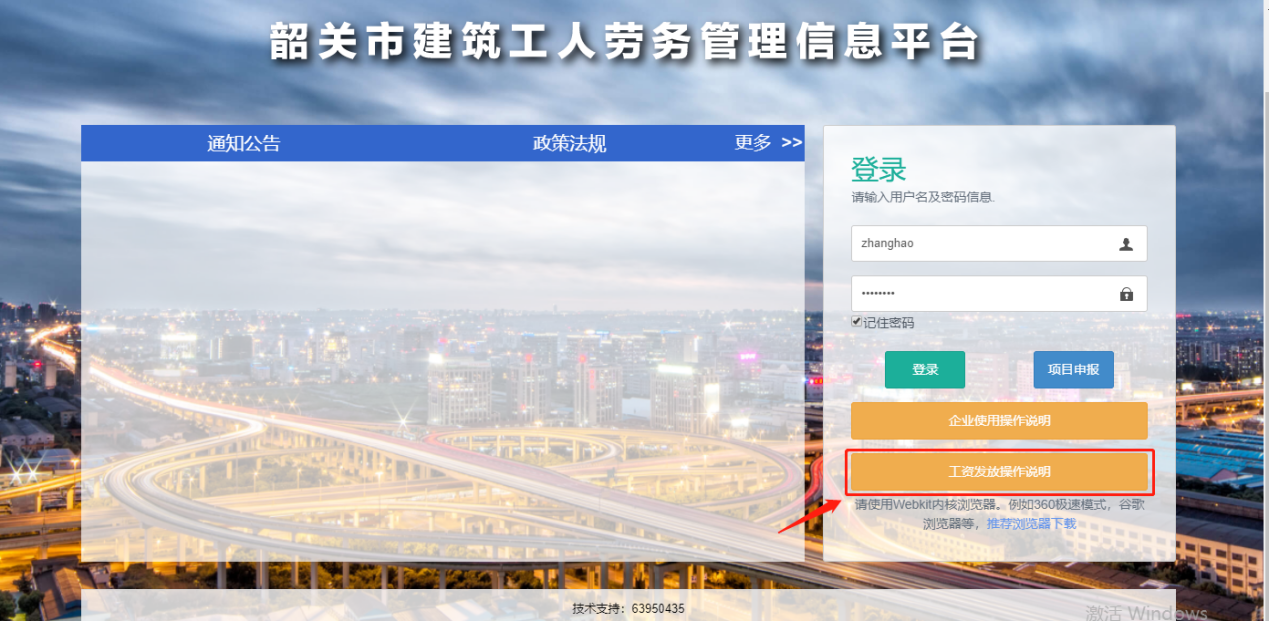 韶关市建筑工人劳务管理信息平台
通知公告
政策法规
更多 >>
登录
请输入用户名及密码信息.
zhanghao
••••••••
记住密码
登录
项目申报
企业使用操作说明
工资发放操作说明
请使用Webkit内核浏览器。例如360极速模式，谷歌
浏览器等，推荐浏览器下载
技术支持：63950435
激活 Windows